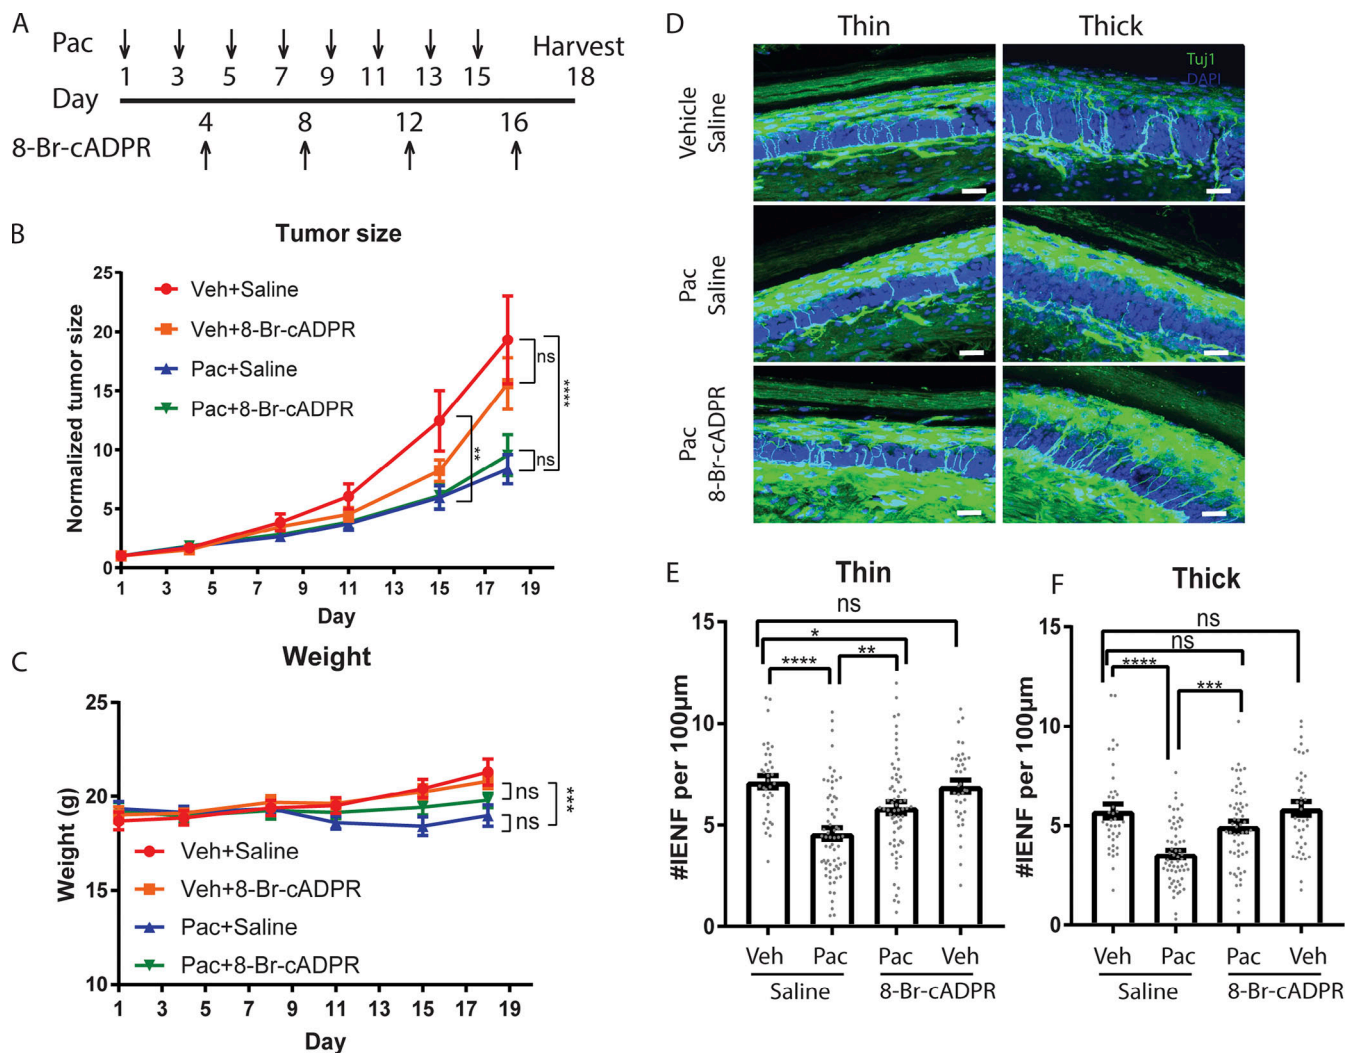 A
Pac
Harvest
1 3 5 7 9 11 13 15 18
Day
4 8 12 16
8-Br-cADPR
B
Tumor size
Normalized tumor size
25
20
15
10
5
0
Veh+Saline
Veh+8-Br-cADPR
Pac+Saline
Pac+8-Br-cADPR
**
ns
ns
****
1 3 5 7 9 11 13 15 17 19
Day
C
Weight
Weight (g)
25
20
15
10
ns
ns
***
Veh+Saline
Veh+8-Br-cADPR
Pac+Saline
Pac+8-Br-cADPR
1 3 5 7 9 11 13 15 17 19
Day
D
Thin Thick
Vehicle
Saline
Tuj1
DAPI
Pac
Saline
Pac
8-Br-cADPR
E
Thin
#IENF per 100µm
15
10
5
0
ns
*
****
**
Veh Pac Pac Veh
Saline 8-Br-cADPR
F
Thick
#IENF per 100µm
15
10
5
0
ns
ns
****
***
Veh Pac Pac Veh
Saline 8-Br-cADPR